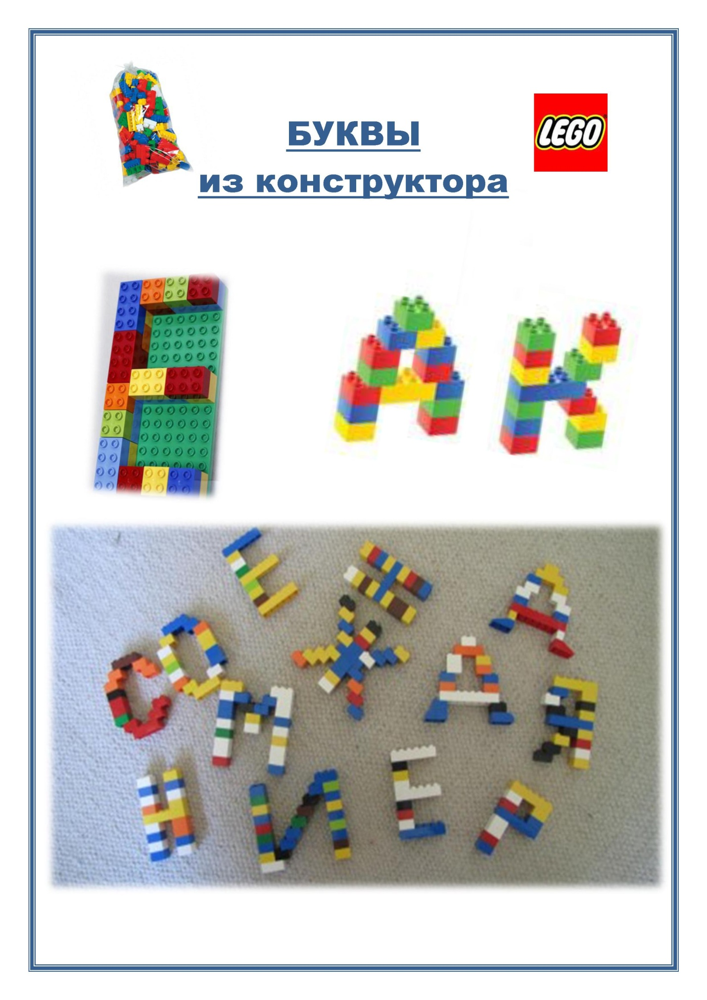 БУКВЫ
LEGO
из конструктора
Е
А К
Е Н А
О Ж
С М Д Я
Н И Е Р